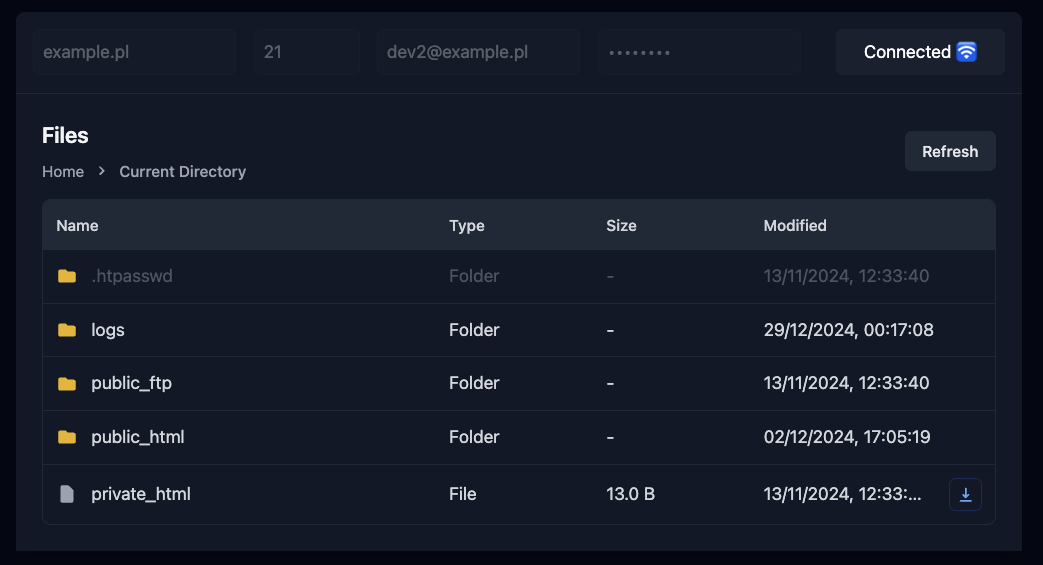 example.pl 21 dev2@example.pl •••••••• Connected
Files
Refresh
Home > Current Directory
Name Type Size Modified
.htpasswd Folder - 13/11/2024, 12:33:40
logs Folder - 29/12/2024, 00:17:08
public_ftp Folder - 13/11/2024, 12:33:40
public_html Folder - 02/12/2024, 17:05:19
private_html File 13.0 B 13/11/2024, 12:33:...